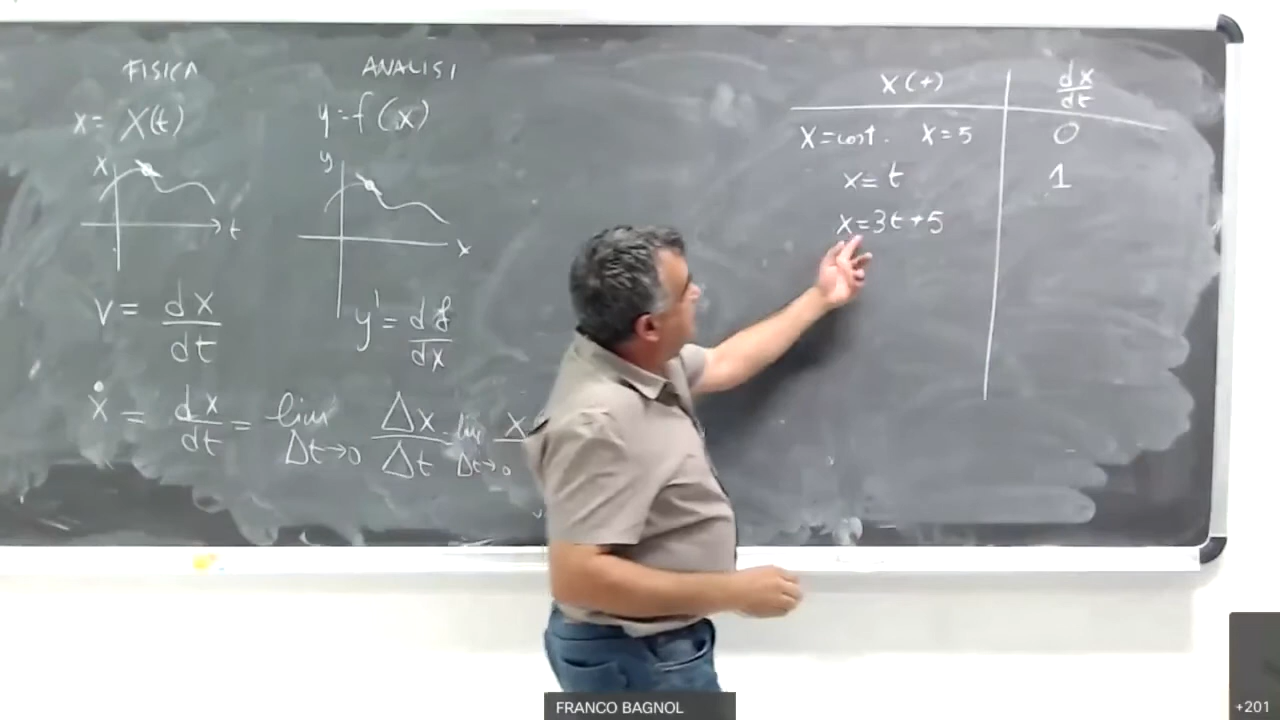 FISICA
x = X(t)
x
t
v = dx/dt
ẋ = dx/dt = lim Δt→0 Δx/Δt = lim Δt→0 x
ANALISI
y = f(x)
y
x
y' = df/dx
x(t) dx/dt
x = cost. x = 5 0
x = t 1
x = 3t + 5
FRANCO BAGNOL
+201